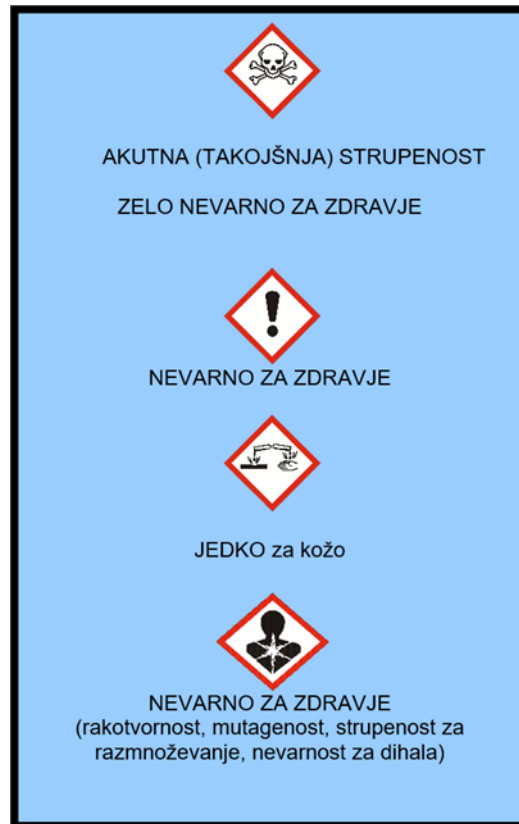 AKUTNA (TAKOJŠNJA) STRUPENOST
ZELO NEVARNO ZA ZDRAVJE
NEVARNO ZA ZDRAVJE
JEDKO za kožo
NEVARNO ZA ZDRAVJE
(rakotvornost, mutagenost, strupenost za
razmnoževanje, nevarnost za dihala)